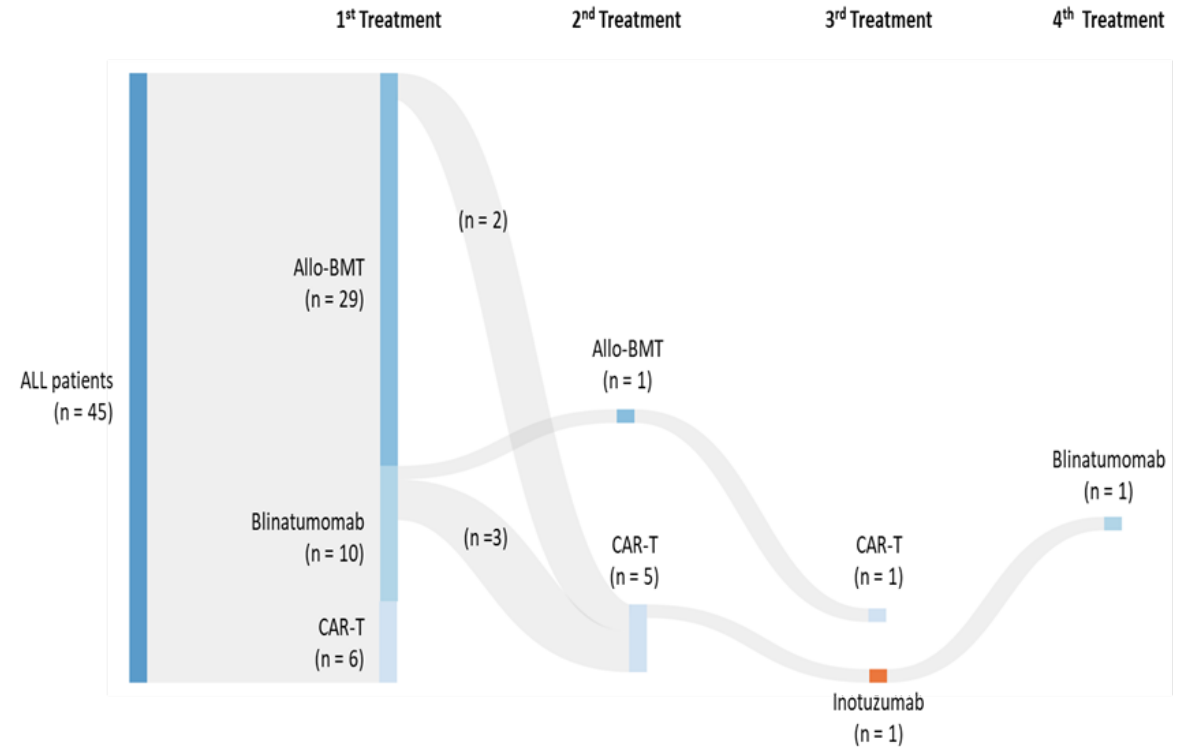 1st Treatment
2nd Treatment
3rd Treatment
4th Treatment
(n = 2)
Allo-BMT
(n = 29)
Allo-BMT
(n = 1)
ALL patients
(n = 45)
Blinatumomab
(n = 1)
Blinatumomab
(n = 10)
(n =3)
CAR-T
(n = 5)
CAR-T
(n = 1)
CAR-T
(n = 6)
Inotuzumab
(n = 1)